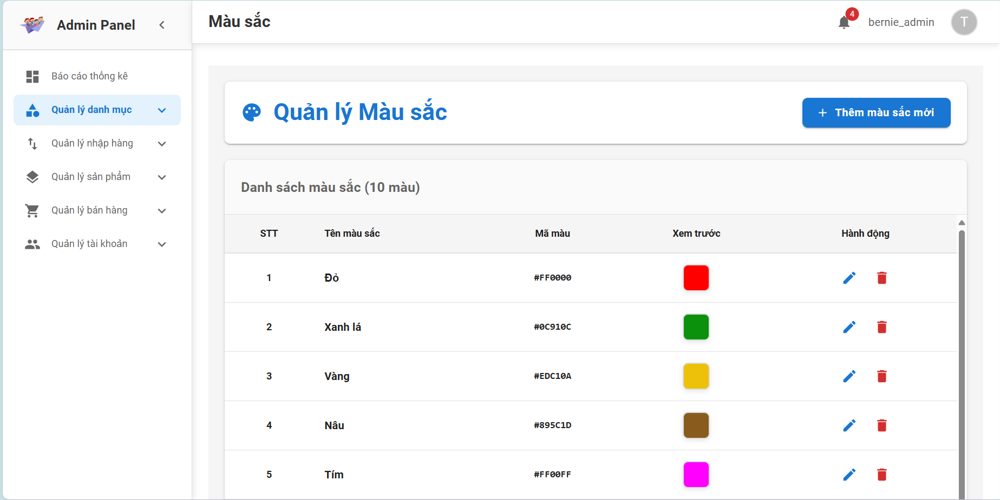 Admin Panel
Màu sắc
4
bernie_admin
T
Báo cáo thống kê
Quản lý danh mục
Quản lý nhập hàng
Quản lý sản phẩm
Quản lý bán hàng
Quản lý tài khoản
Quản lý Màu sắc
+ Thêm màu sắc mới
Danh sách màu sắc (10 màu)
STT Tên màu sắc Mã màu Xem trước Hành động
1 Đỏ #FF0000
2 Xanh lá #0C910C
3 Vàng #EDC10A
4 Nâu #895C1D
5 Tím #FF00FF